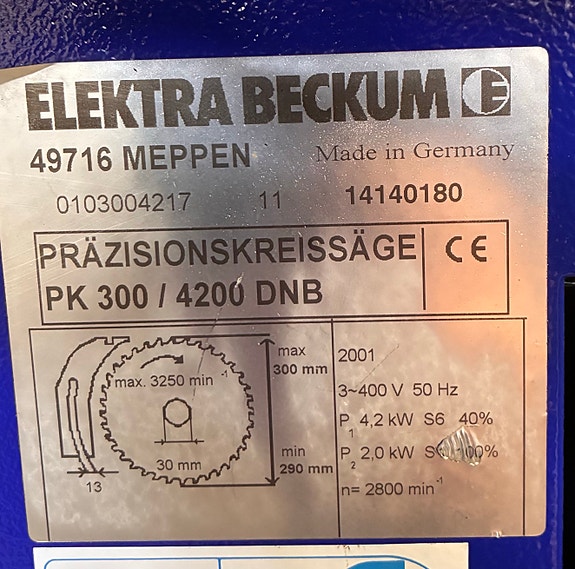 ELEKTRA BECKUM E
49716 MEPPEN Made in Germany
0103004217 11 14140180
PRÄZISIONSKREISSÄGE CE
PK 300 / 4200 DNB
max
300 mm
max. 3250 min⁻¹
30 mm
min
290 mm
13
2001
3~400 V 50 Hz
P₁ 4,2 kW S6 40%
P₂ 2,0 kW 100%
n= 2800 min⁻¹